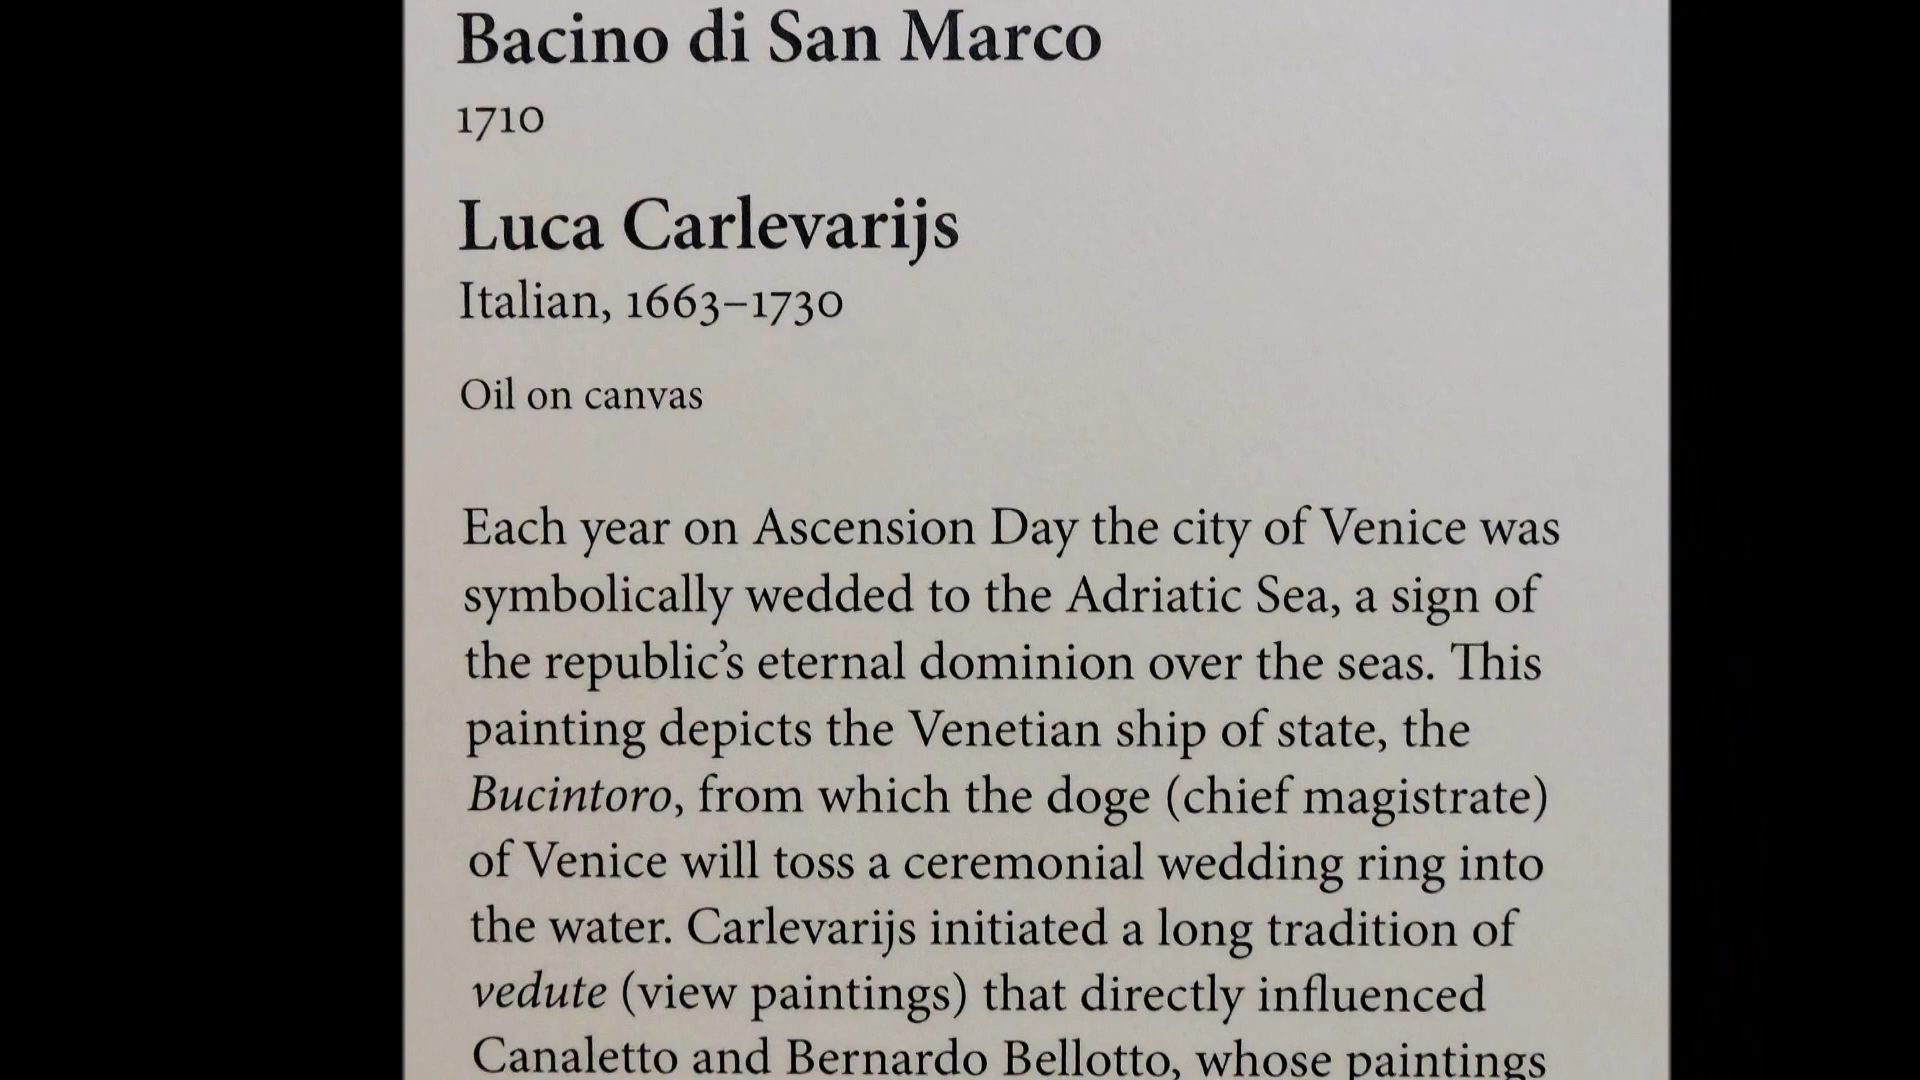 Bacino di San Marco
1710
Luca Carlevarijs
Italian, 1663–1730
Oil on canvas
Each year on Ascension Day the city of Venice was
symbolically wedded to the Adriatic Sea, a sign of
the republic’s eternal dominion over the seas. This
painting depicts the Venetian ship of state, the
Bucintoro, from which the doge (chief magistrate)
of Venice will toss a ceremonial wedding ring into
the water. Carlevarijs initiated a long tradition of
vedute (view paintings) that directly influenced
Canaletto and Bernardo Bellotto, whose paintings